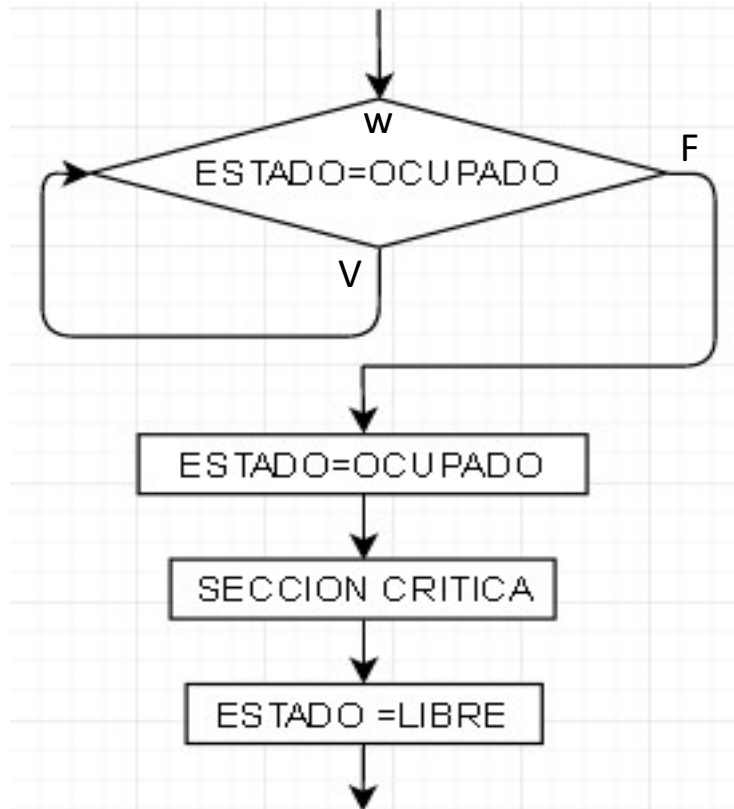 W
ESTADO=OCUPADO
F
V
ESTADO=OCUPADO
SECCION CRITICA
ESTADO =LIBRE